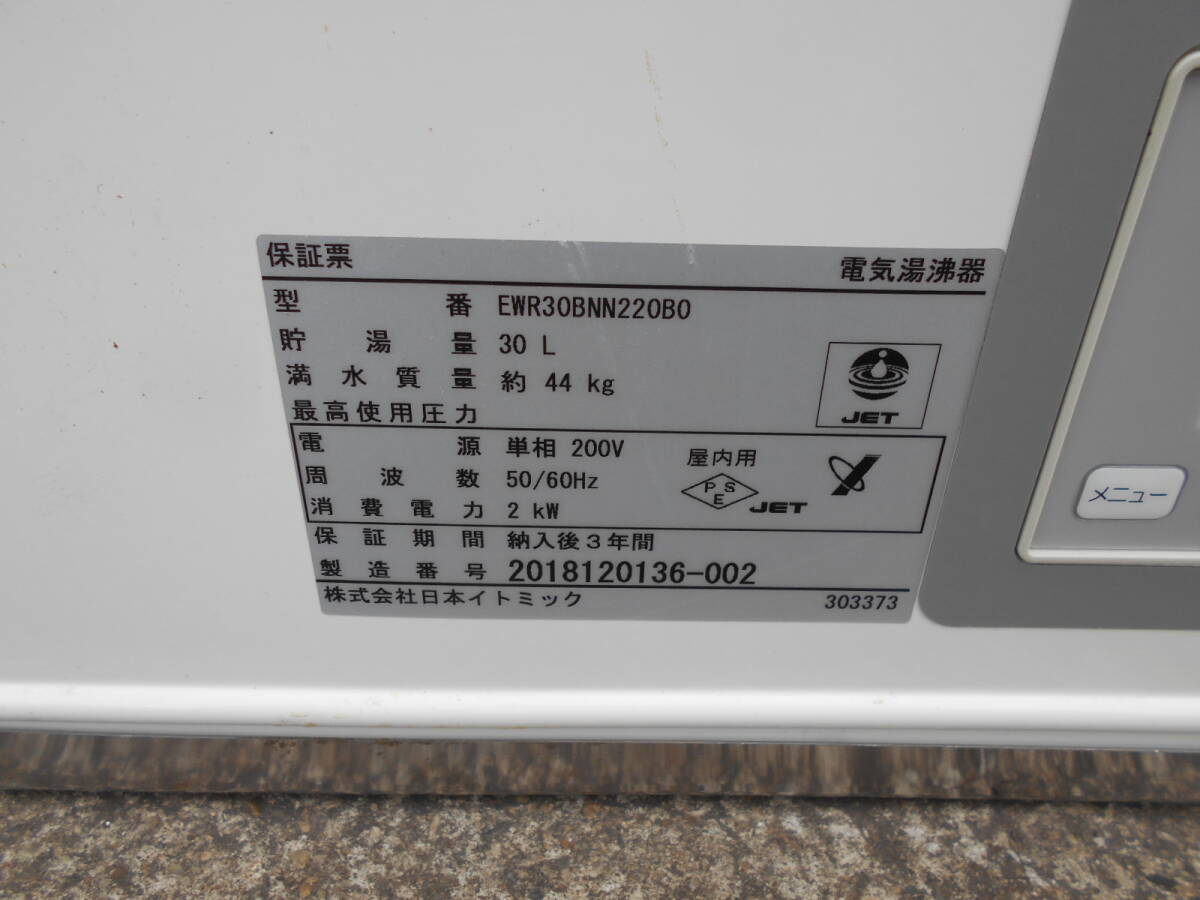 保証票 電気湯沸器
型番 EWR30BNN220B0
貯湯量 30 L
満水質量 約 44 kg
最高使用圧力
JET
電源 単相 200V
屋内用
周波数 50/60Hz
PSE JET
消費電力 2 kW
保証期間 納入後3年間
製造番号 2018120136-002
株式会社日本イトミック 303373
メニュー